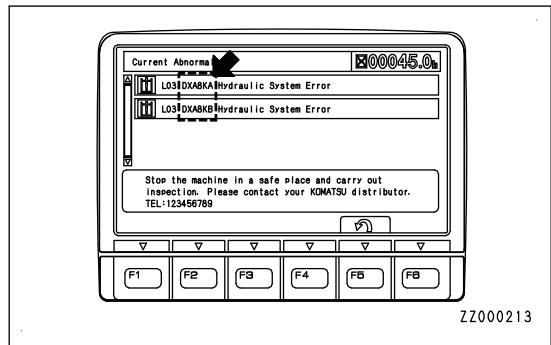 Current Abnorma 00045.0h
L03 DXA8KA Hydraulic System Error
L03 DXA8KB Hydraulic System Error
Stop the machine in a safe place and carry out
inspection. Please contact your KOMATSU distributor.
TEL:123456789
F1 F2 F3 F4 F5 F6
ZZ000213